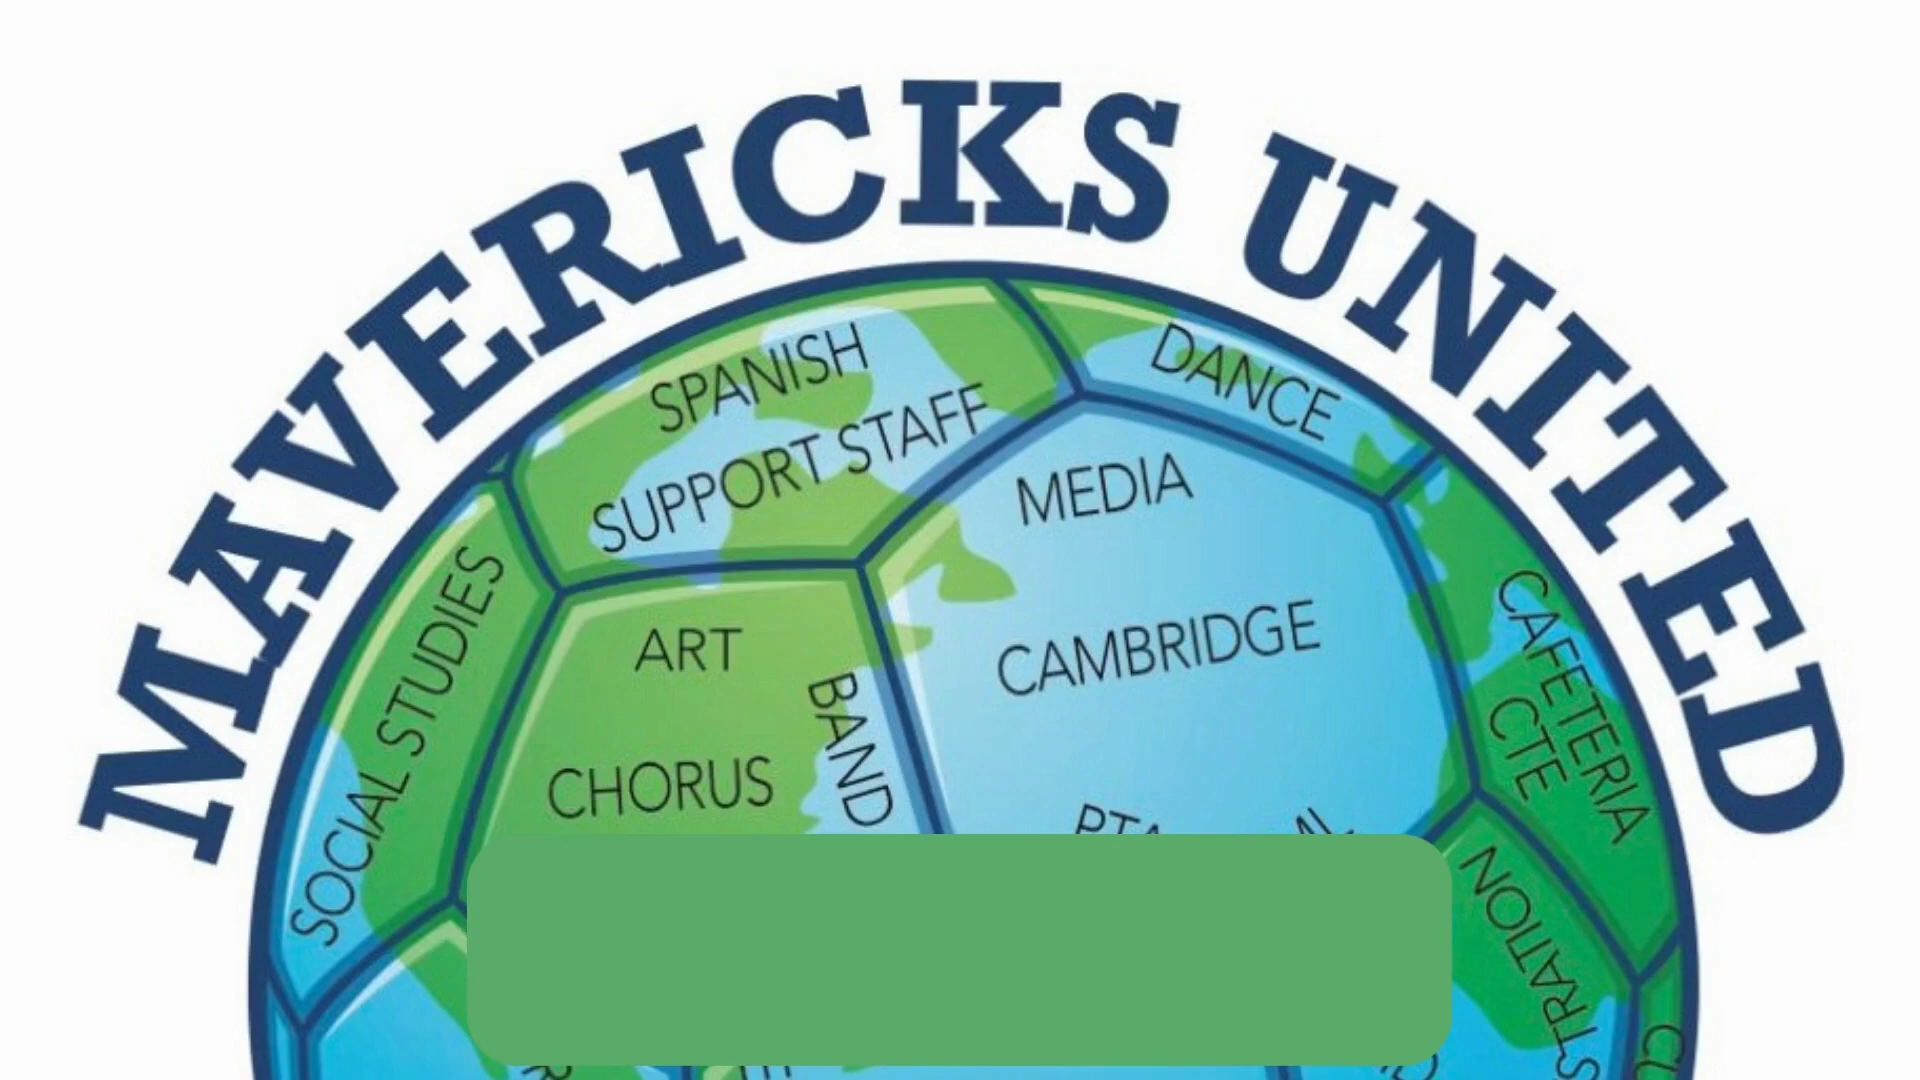 MAVERICKS UNITED
SPANISH
SUPPORT STAFF
DANCE
MEDIA
CAMBRIDGE
SOCIAL STUDIES
ART
BAND
CHORUS
CAFETERIA
CTE